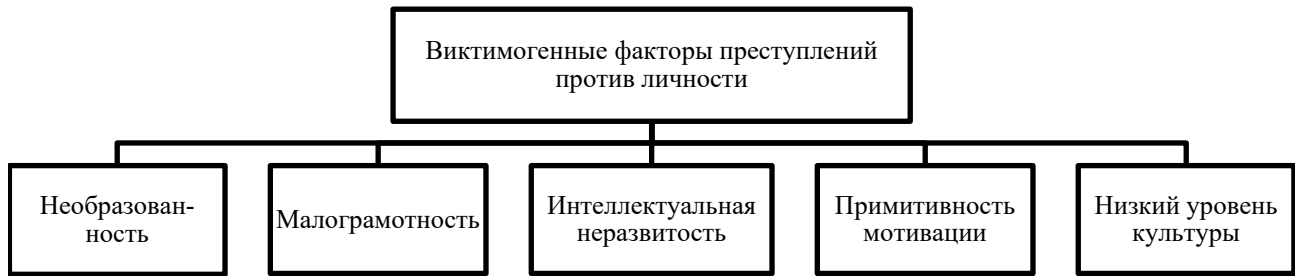 Виктимогенные факторы преступлений
против личности
Необразован-
ность
Малограмотность
Интеллектуальная
неразвитость
Примитивность
мотивации
Низкий уровень
культуры